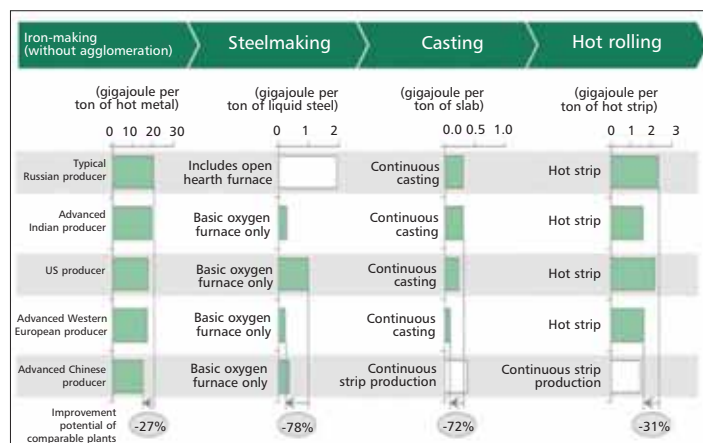 Iron-making
(without agglomeration)
Steelmaking
Casting
Hot rolling
(gigajoule per
ton of hot metal)
(gigajoule per
ton of liquid steel)
(gigajoule per
ton of slab)
(gigajoule per
ton of hot strip)
0 10 20 30
0 1 2
0.0 0.5 1.0
0 1 2 3
Typical
Russian producer
Includes open
hearth furnace
Continuous
casting
Hot strip
Advanced
Indian producer
Basic oxygen
furnace only
Continuous
casting
Hot strip
US producer
Basic oxygen
furnace only
Continuous
casting
Hot strip
Advanced Western
European producer
Basic oxygen
furnace only
Continuous
casting
Hot strip
Advanced Chinese
producer
Basic oxygen
furnace only
Continuous
strip production
Continuous strip
production
Improvement
potential of
comparable plants
-27%
-78%
-72%
-31%